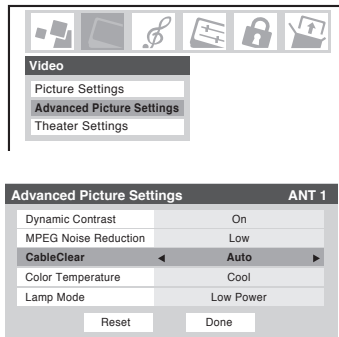 Video
Picture Settings
Advanced Picture Settings
Theater Settings
Advanced Picture Settings ANT 1
Dynamic Contrast On
MPEG Noise Reduction Low
CableClear Auto
Color Temperature Cool
Lamp Mode Low Power
Reset Done